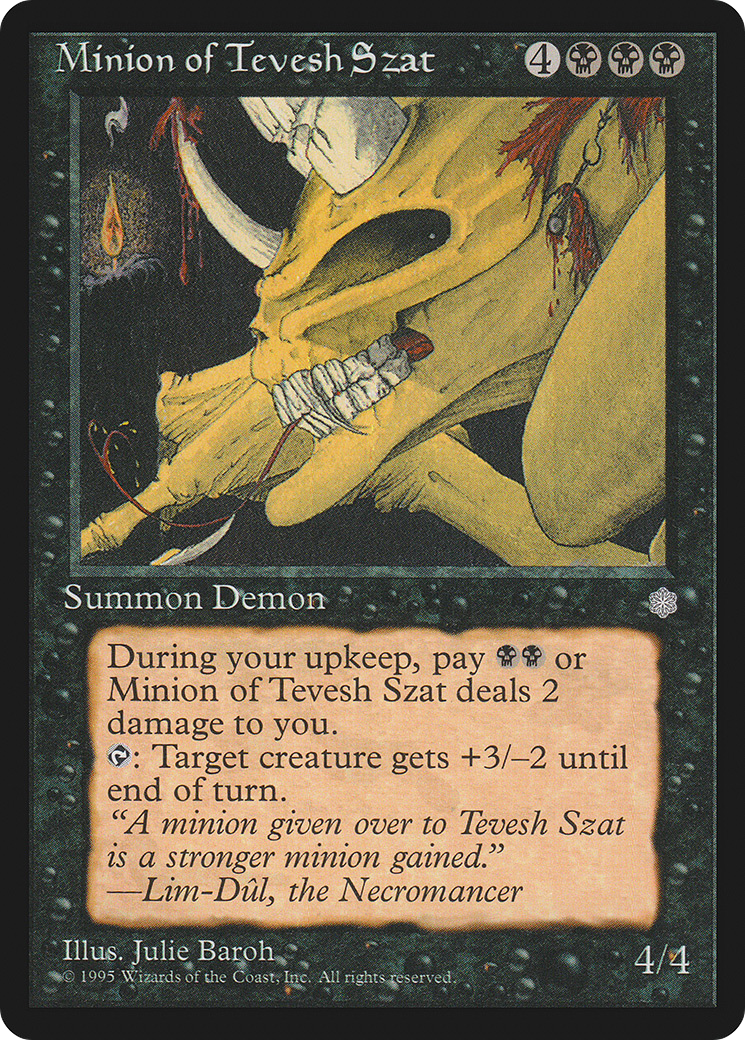 Minion of Tevesh Szat 4
Summon Demon
During your upkeep, pay or
Minion of Tevesh Szat deals 2
damage to you.
: Target creature gets +3/–2 until
end of turn.
“A minion given over to Tevesh Szat
is a stronger minion gained.”
—Lim-Dûl, the Necromancer
Illus. Julie Baroh
4/4
© 1995 Wizards of the Coast, Inc. All rights reserved.